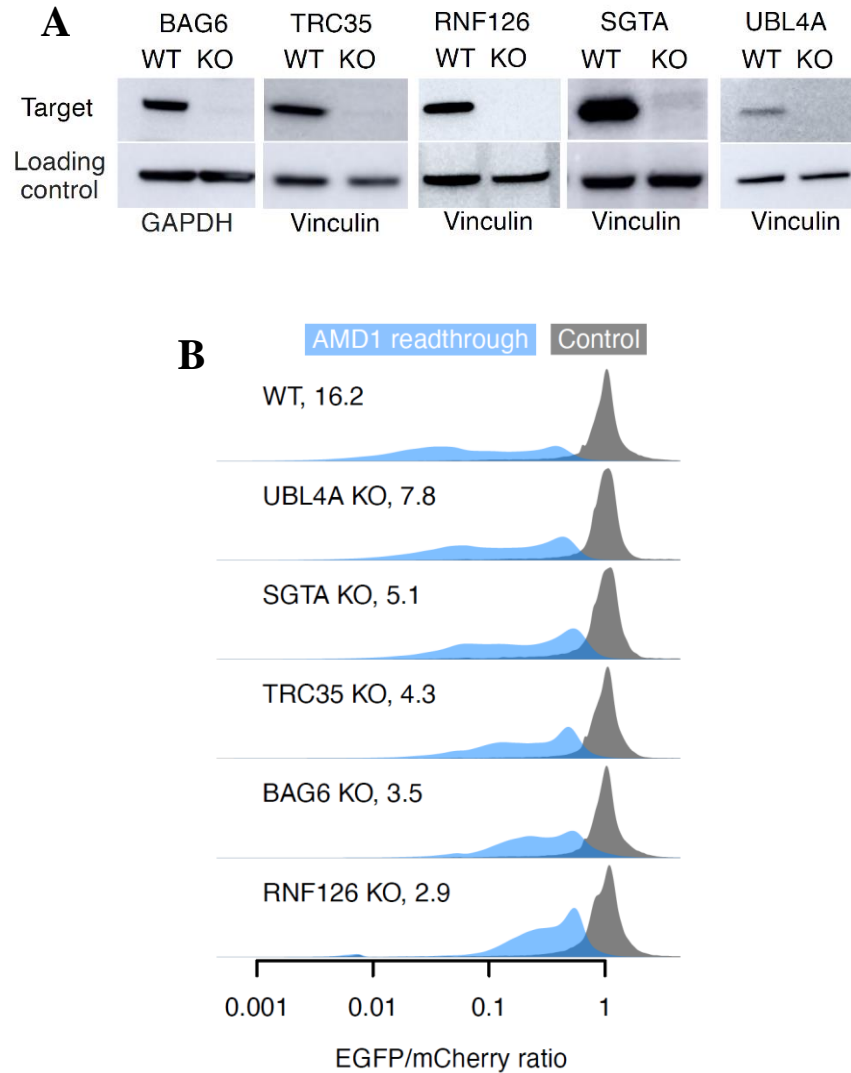 A
BAG6 TRC35 RNF126 SGTA UBL4A
WT KO WT KO WT KO WT KO WT KO
Target
Loading
control
GAPDH Vinculin Vinculin Vinculin Vinculin
B
AMD1 readthrough Control
WT, 16.2
UBL4A KO, 7.8
SGTA KO, 5.1
TRC35 KO, 4.3
BAG6 KO, 3.5
RNF126 KO, 2.9
0.001 0.01 0.1 1
EGFP/mCherry ratio